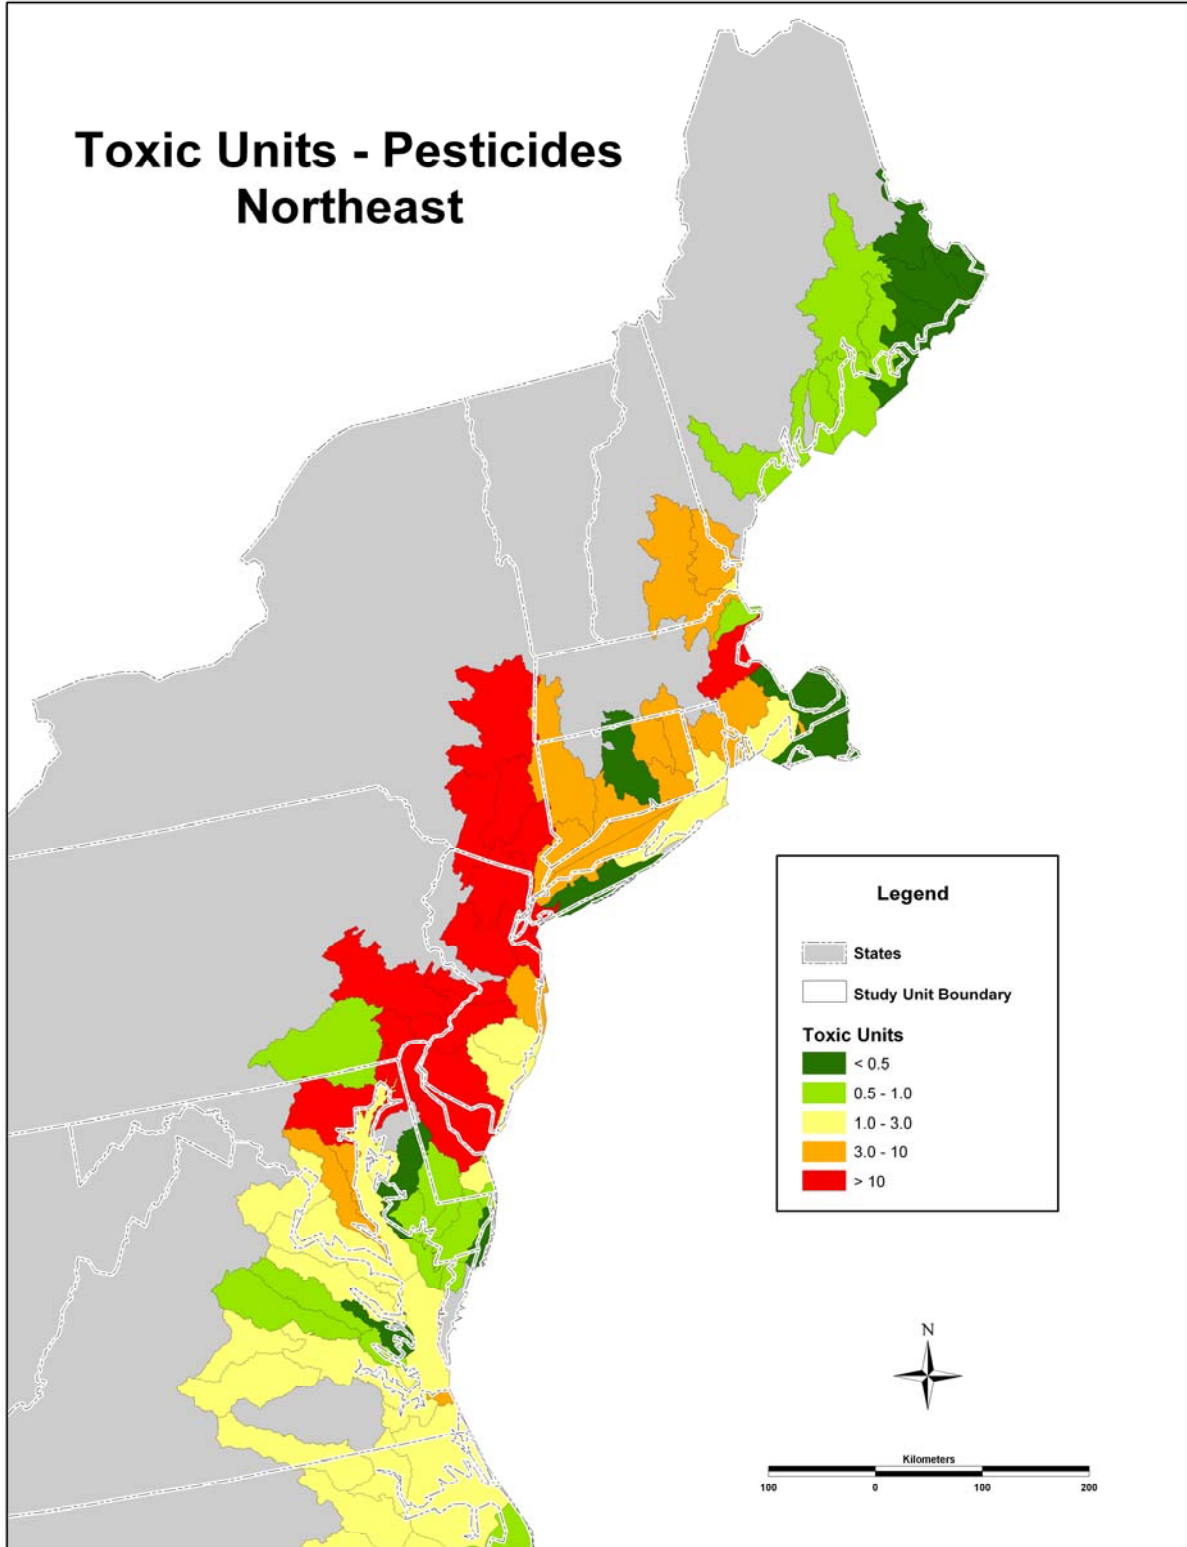 Toxic Units - Pesticides
Northeast
Legend
States
Study Unit Boundary
Toxic Units
< 0.5
0.5 - 1.0
1.0 - 3.0
3.0 - 10
> 10
N
Kilometers
100 0 100 200